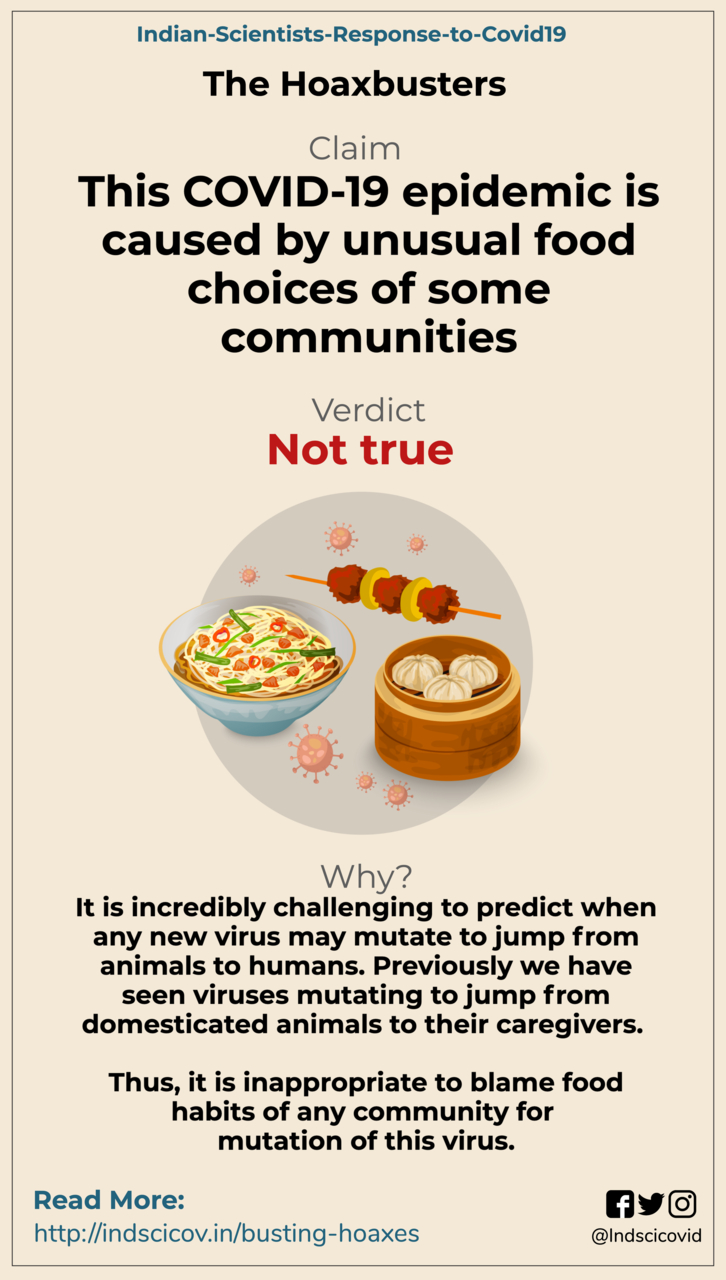 Indian-Scientists-Response-to-Covid19
The Hoaxbusters
Claim
This COVID-19 epidemic is
caused by unusual food
choices of some
communities
Verdict
Not true
Why?
It is incredibly challenging to predict when
any new virus may mutate to jump from
animals to humans. Previously we have
seen viruses mutating to jump from
domesticated animals to their caregivers.
Thus, it is inappropriate to blame food
habits of any community for
mutation of this virus.
Read More:
http://indscicov.in/busting-hoaxes
@Indscicovid